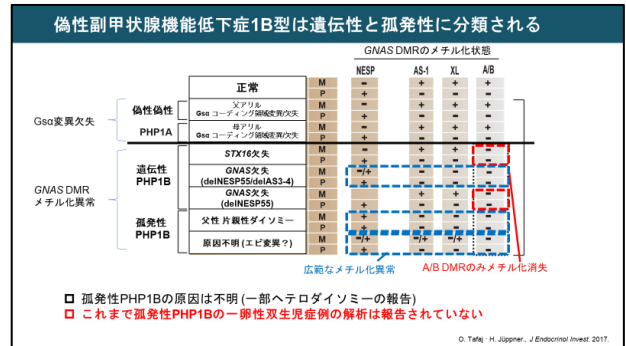 偽性副甲状腺機能低下症1B型は遺伝性と孤発性に分類される
GNAS DMRのメチル化状態
NESP AS-1 XL A/B
正常 M − + + +
P + − − −
Gsα変異欠失
偽性偽性 父アリル Gsα コーディング領域変異/欠失 M − + + +
P + − − −
PHP1A 母アリル Gsα コーディング領域変異/欠失 M − + + +
P + − − −
GNAS DMR メチル化異常
遺伝性 PHP1B
STX16欠失 M − + + −
P + − − −
GNAS欠失 (delNESP55/delAS3-4) M −/+ − − −
P + − − −
GNAS欠失 (delNESP55) M + + −
P + − − −
孤発性 PHP1B
父性 片親性ダイソミー M + − − −
P + − − −
原因不明 (エピ変異？) M −/+ −/+ −/+ −
P + − − −
広範なメチル化異常
A/B DMRのみメチル化消失
孤発性PHP1Bの原因は不明 (一部ヘテロダイソミーの報告)
これまで孤発性PHP1Bの一卵性双生児症例の解析は報告されていない
O. Tafaj · H. Jüppner., J Endocrinol Invest. 2017.